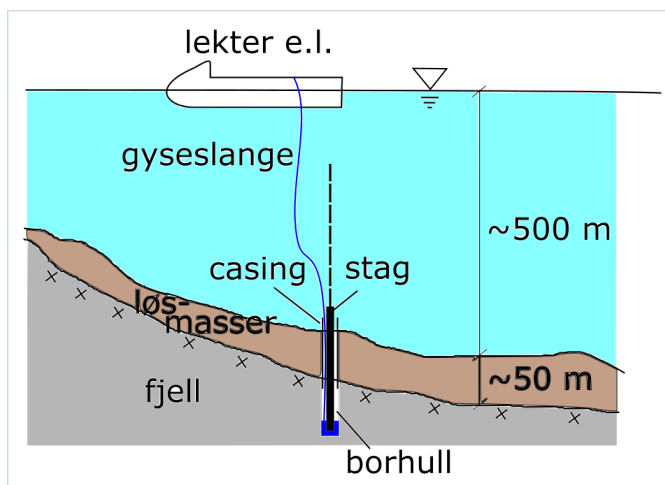 lekter e.l.
gyseslange
~500 m
casing
stag
løs-
masser
~50 m
fjell
borhull